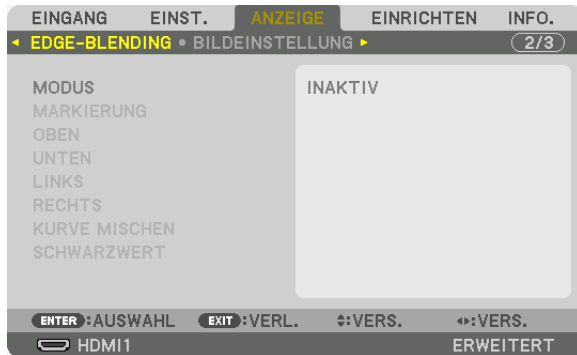 EINGANG EINST. ANZEIGE EINRICHTEN INFO.
◄ EDGE-BLENDING • BILDEINSTELLUNG ► 2/3
MODUS INAKTIV
MARKIERUNG
OBEN
UNTEN
LINKS
RECHTS
KURVE MISCHEN
SCHWARZWERT
ENTER:AUSWAHL EXIT:VERL. ♦:VERS. ◄►:VERS.
HDMI1 ERWEITERT